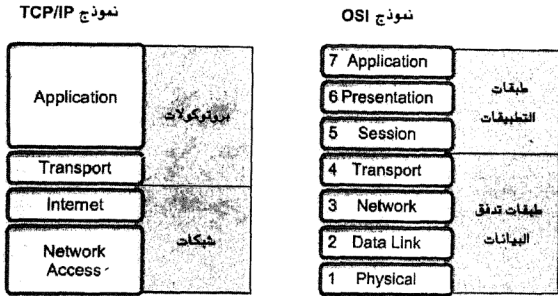 نموذج TCP/IP
Application
Transport
Internet
Network
Access
بروتوكولات
شبكات
نموذج OSI
7 Application
6 Presentation
5 Session
4 Transport
3 Network
2 Data Link
1 Physical
طبقات
التطبيقات
طبقات تدفق
البيانات